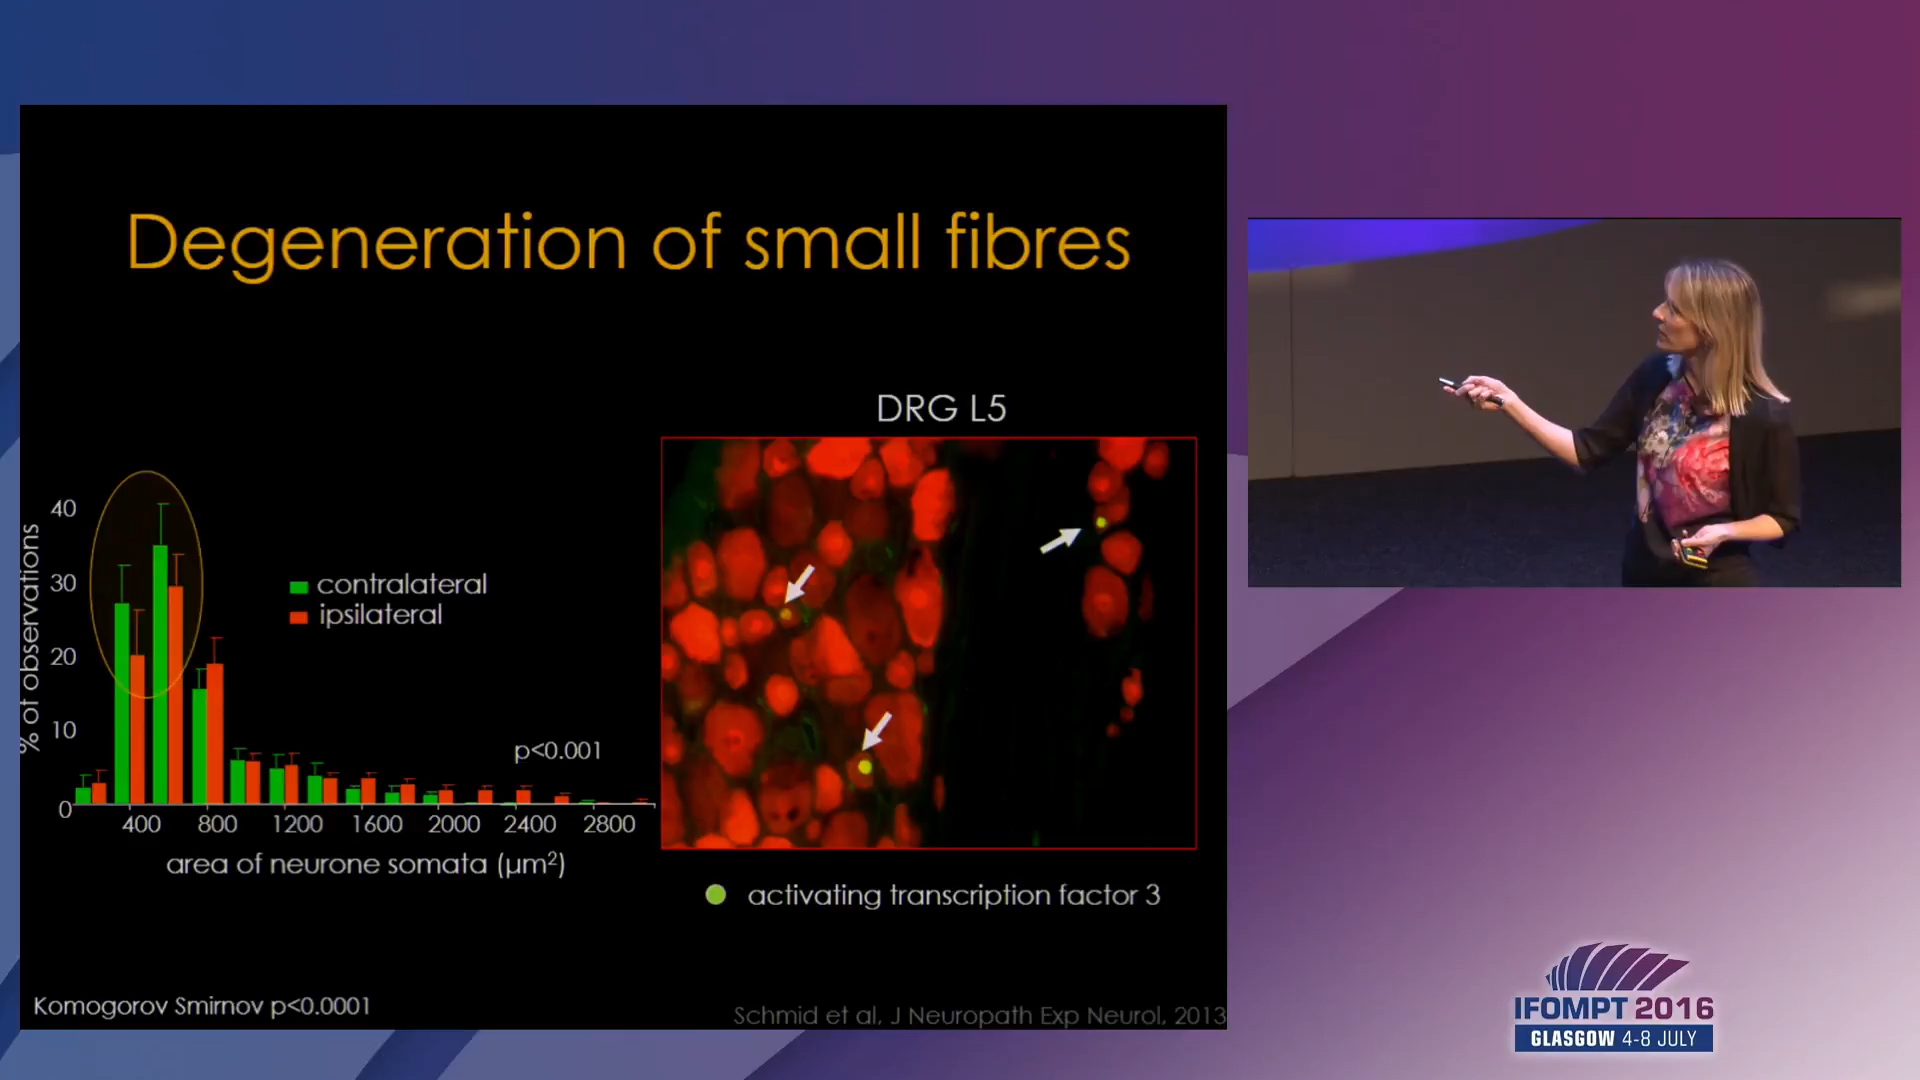 Degeneration of small fibres
DRG L5
40
30
20
10
0
% of observations
contralateral
ipsilateral
p<0.001
400 800 1200 1600 2000 2400 2800
area of neurone somata (µm²)
activating transcription factor 3
Komogorov Smirnov p<0.0001
Schmid et al, J Neuropath Exp Neurol, 2013
IFOMPT 2016
GLASGOW 4-8 JULY